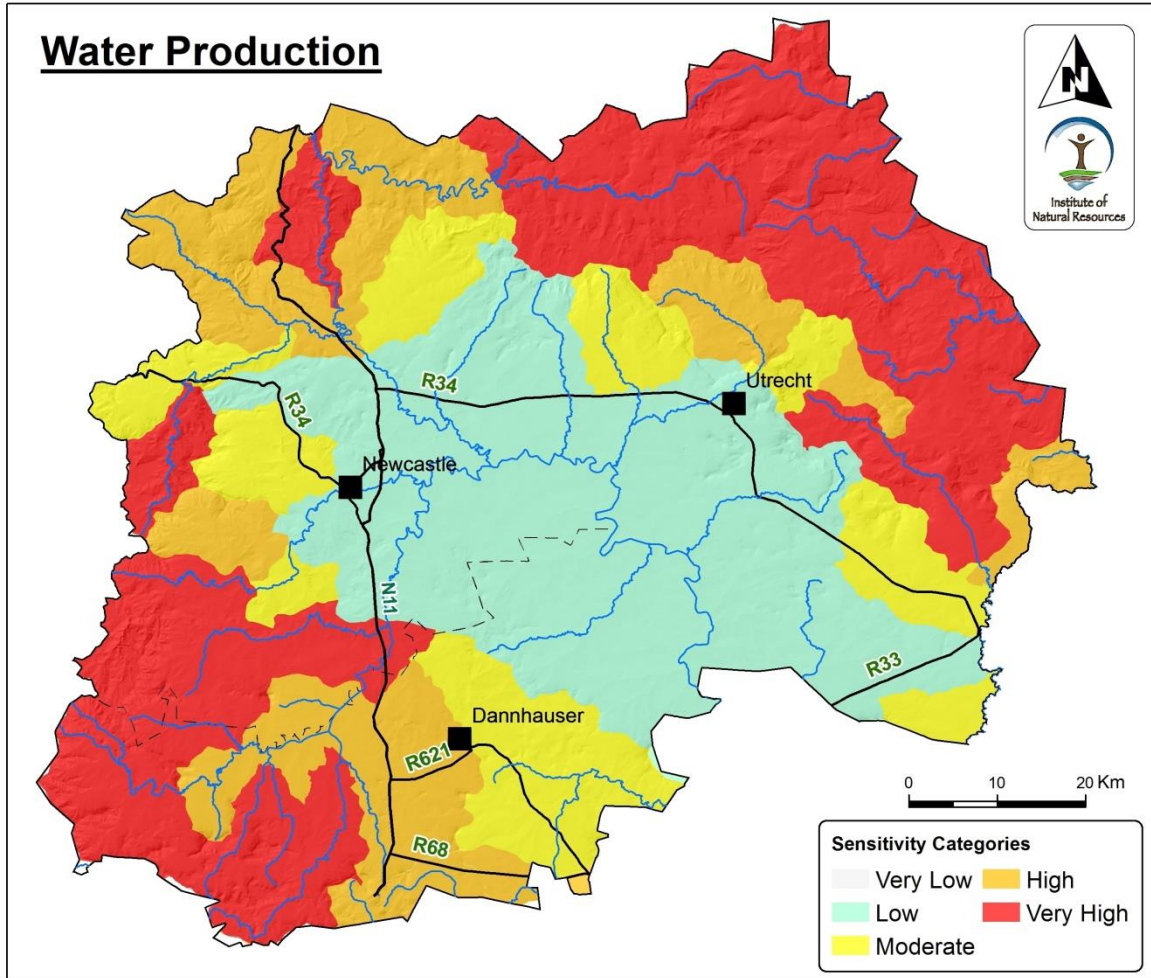 Water Production
N
Institute of
Natural Resources
R34
Utrecht
R34
Newcastle
N11
R33
Dannhauser
R621
R68
0 10 20 Km
Sensitivity Categories
Very Low
High
Low
Very High
Moderate